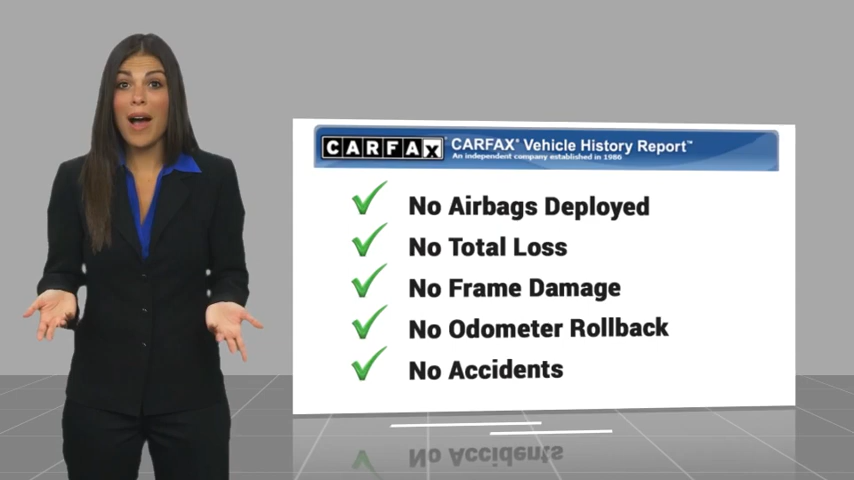 CARFAX CARFAX® Vehicle History Report™
An independent company established in 1986
No Airbags Deployed
No Total Loss
No Frame Damage
No Odometer Rollback
No Accidents
No Accidents